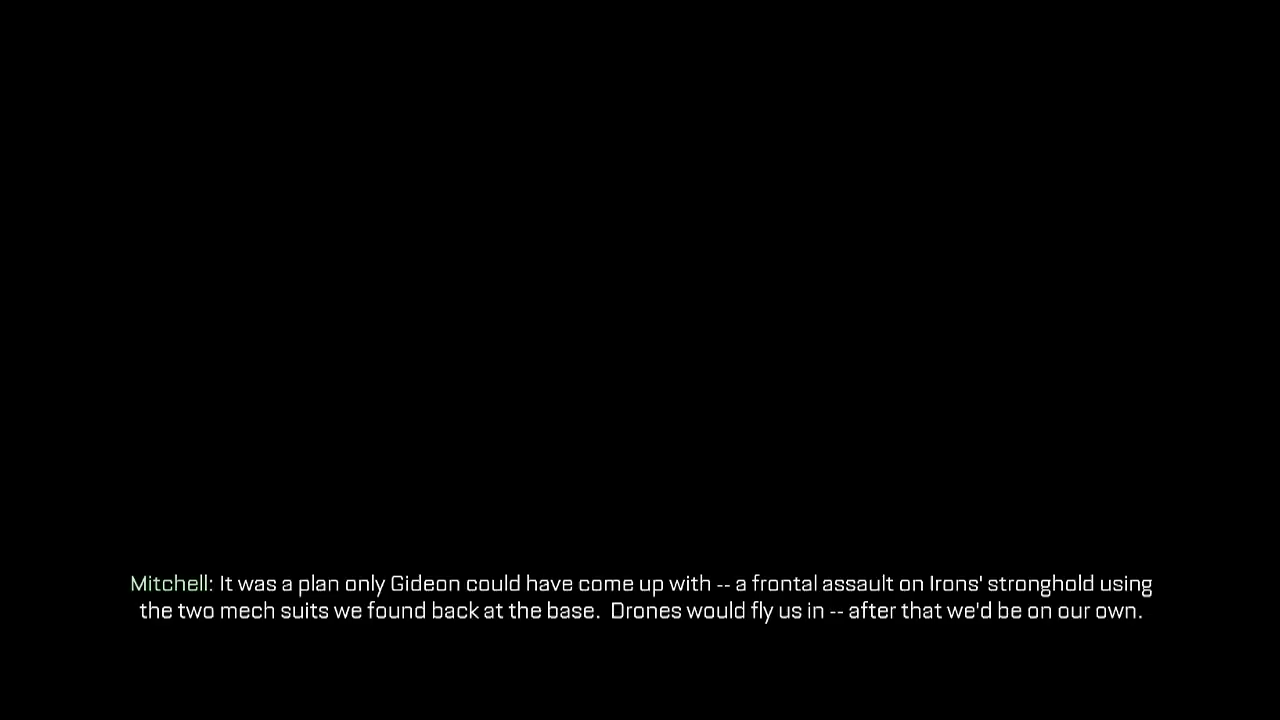 Mitchell: It was a plan only Gideon could have come up with -- a frontal assault on Irons' stronghold using
the two mech suits we found back at the base.  Drones would fly us in -- after that we'd be on our own.